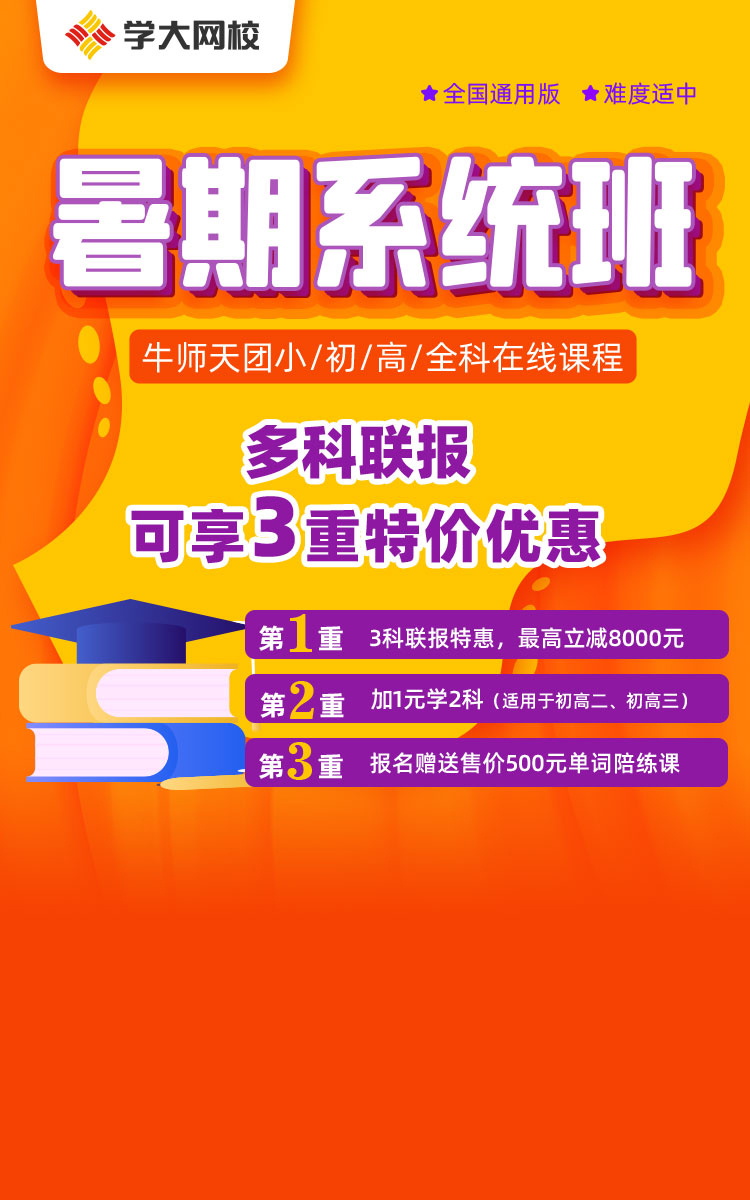 学大网校
★全国通用版 ★难度适中
暑期系统班
牛师天团小/初/高/全科在线课程
多科联报
可享3重特价优惠
第1重 3科联报特惠，最高立减8000元
第2重 加1元学2科（适用于初高二、初高三）
第3重 报名赠送售价500元单词陪练课